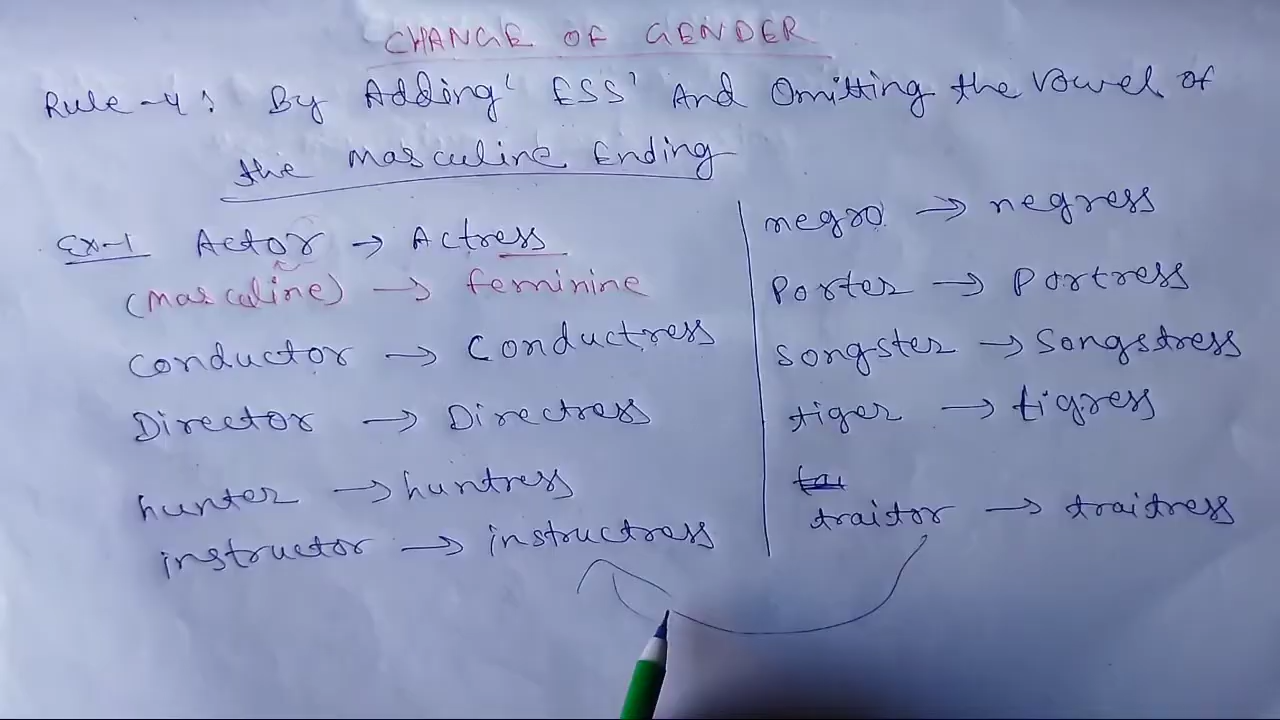 CHANGE OF GENDER
Rule-4: By Adding 'ESS' And Omitting the Vowel of
the Masculine Ending
Ex-1 Actor → Actress
(Masculine) → feminine
Conductor → Conductress
Director → Directress
hunter → huntress
instructor → instructress
negro → negress
Porter → Portress
Songster → Songstress
tiger → tigress
traitor → traitress